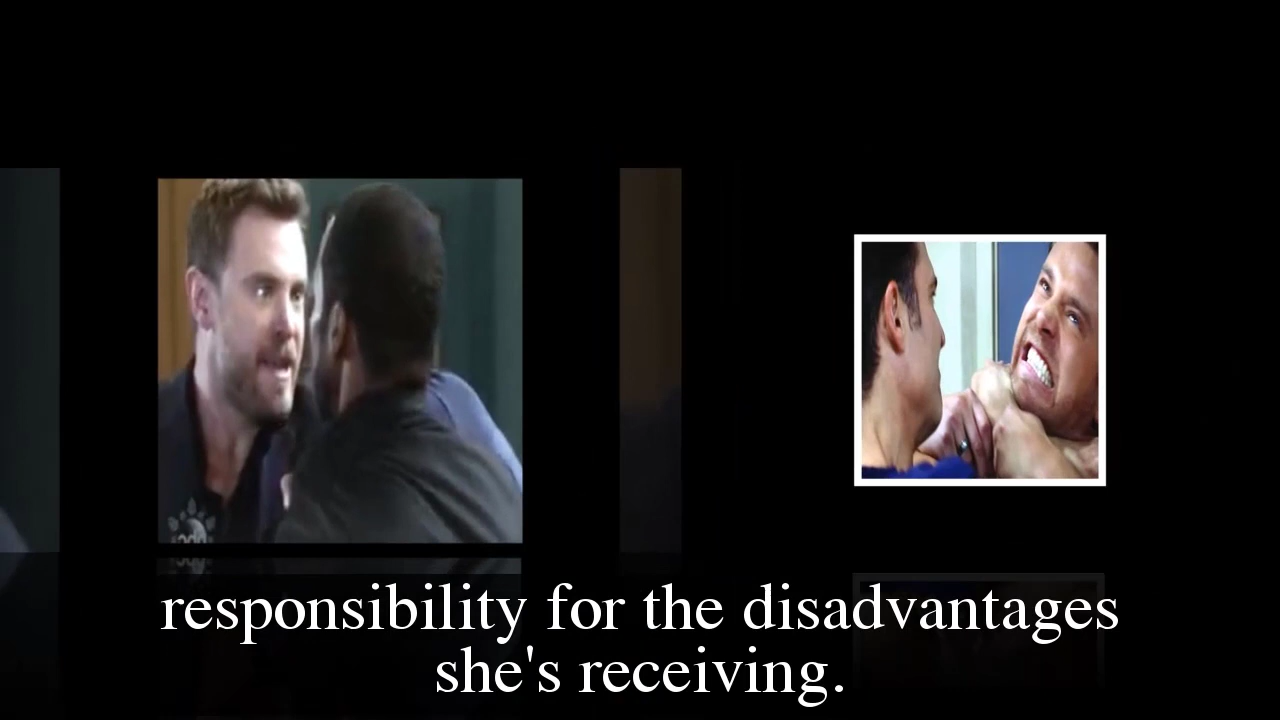 responsibility for the disadvantages
she's receiving.